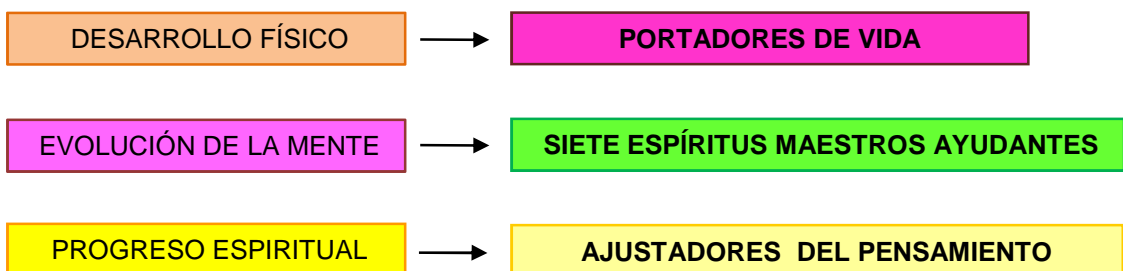 DESARROLLO FÍSICO
PORTADORES DE VIDA
EVOLUCIÓN DE LA MENTE
SIETE ESPÍRITUS MAESTROS AYUDANTES
PROGRESO ESPIRITUAL
AJUSTADORES DEL PENSAMIENTO